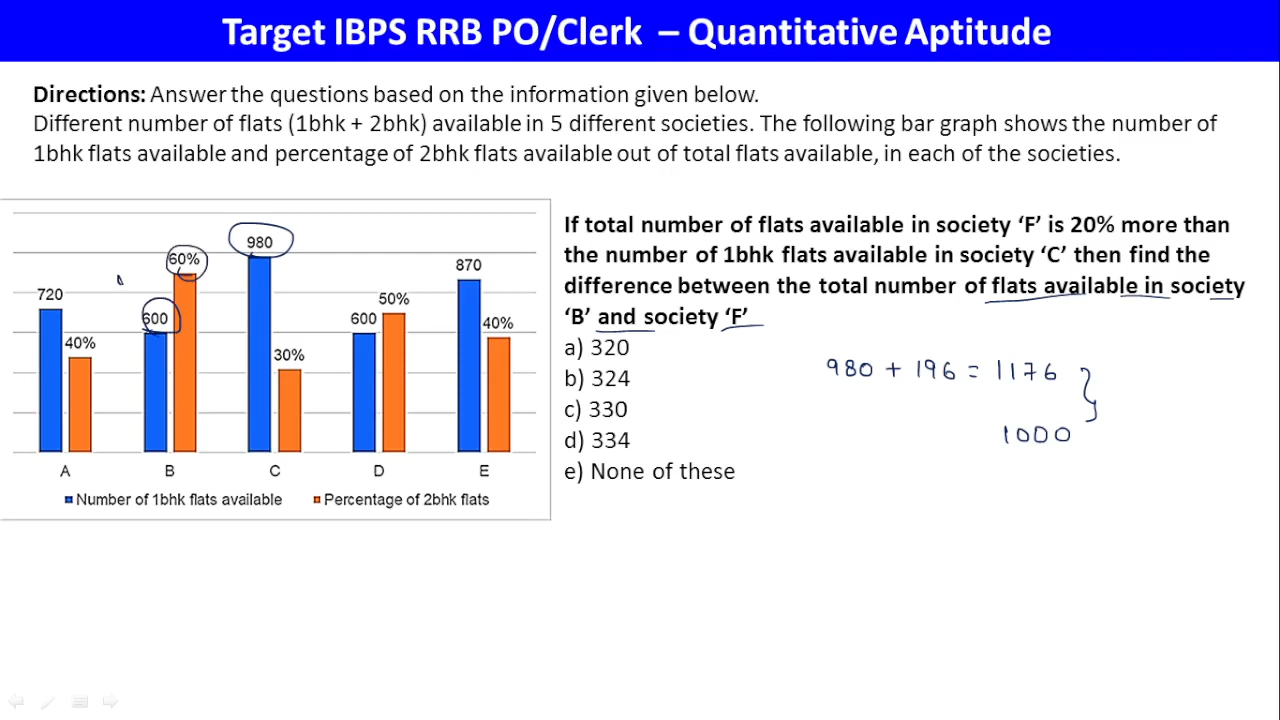 Target IBPS RRB PO/Clerk – Quantitative Aptitude
Directions: Answer the questions based on the information given below.
Different number of flats (1bhk + 2bhk) available in 5 different societies. The following bar graph shows the number of
1bhk flats available and percentage of 2bhk flats available out of total flats available, in each of the societies.
720
40%
600
60%
980
30%
600
50%
870
40%
A
B
C
D
E
Number of 1bhk flats available
Percentage of 2bhk flats
If total number of flats available in society ‘F’ is 20% more than
the number of 1bhk flats available in society ‘C’ then find the
difference between the total number of flats available in society
‘B’ and society ‘F’
a) 320
b) 324
c) 330
d) 334
e) None of these
980 + 196 = 1176
1000